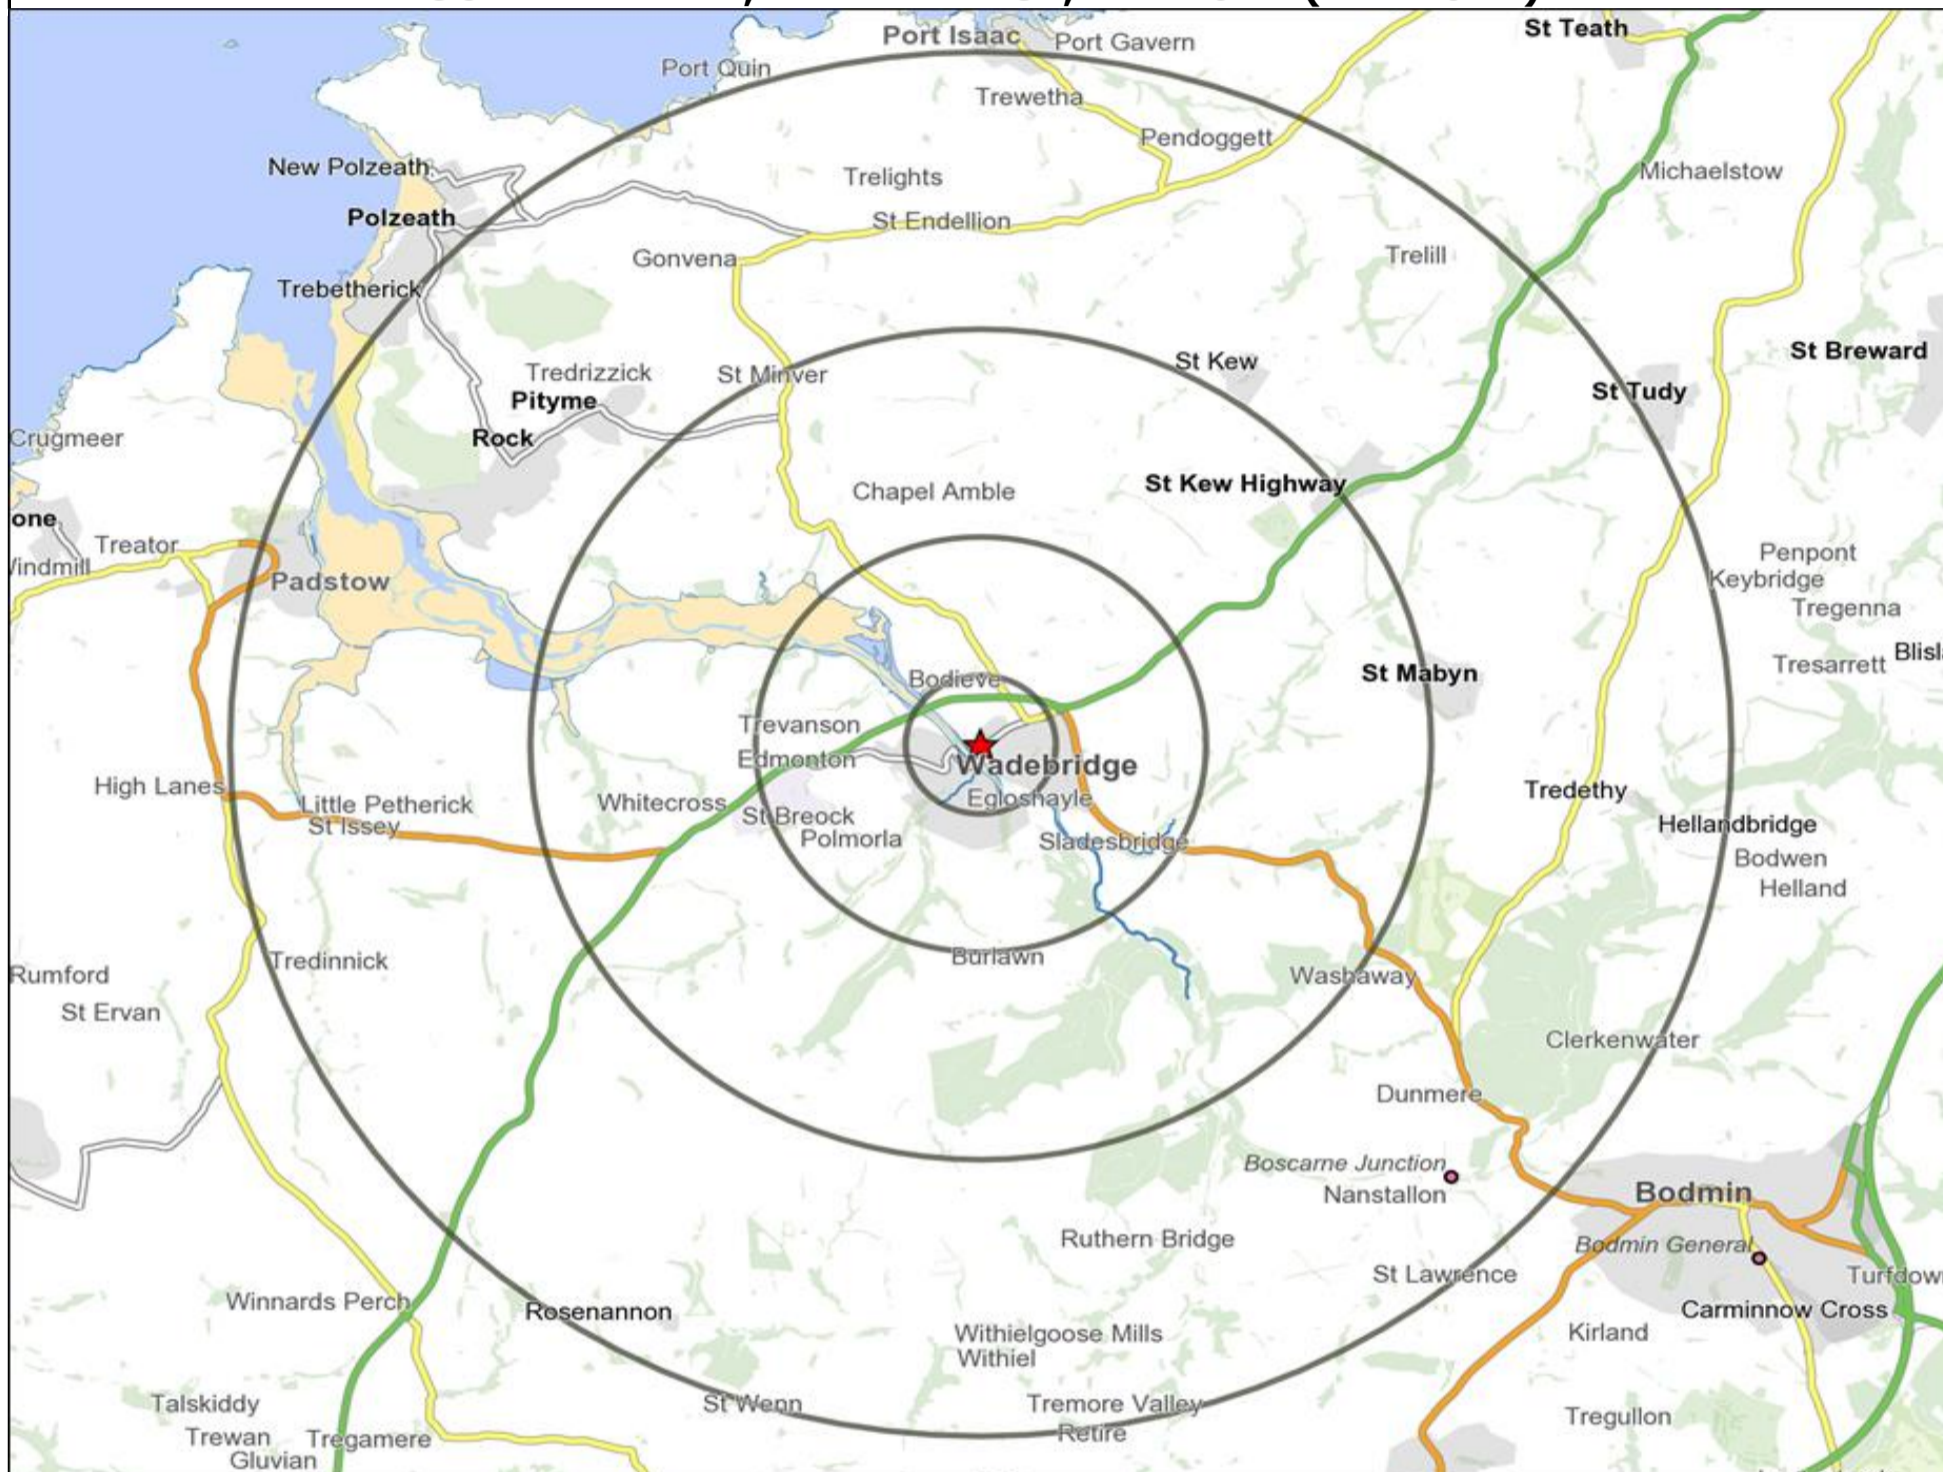 Port Isaac
Port Gavern
St Teath
Port Quin
Trewetha
Pendoggett
New Polzeath
Trelights
Michaelstow
Polzeath
St Endellion
Gonvena
Trelill
Trebetherick
St Breward
St Kew
Tredrizzick
St Minver
St Tudy
Pityme
Rock
Crugmeer
St Kew Highway
Chapel Amble
one
Treator
Penpont
Windmill
Padstow
Keybridge
Tregenna
Blisl
Tresarrett
St Mabyn
Bodieve
Trevanson
Edmonton
Wadebridge
High Lanes
Tredethy
Egloshayle
Little Petherick
Whitecross
St Issey
St Breock
Hellandbridge
Polmorla
Sladesbridge
Bodwen
Helland
Burlawn
Tredinnick
Rumford
Washaway
St Ervan
Clerkenwater
Dunmere
Boscarne Junction
Nanstallon
Bodmin
Ruthern Bridge
Bodmin General
St Lawrence
Turfdown
Winnards Perch
Rosenannon
Carminnow Cross
Withielgoose Mills
Kirland
Withiel
Talskiddy
St Wenn
Tremore Valley
Tregullon
Trewan
Tregamere
Retire
Gluvian